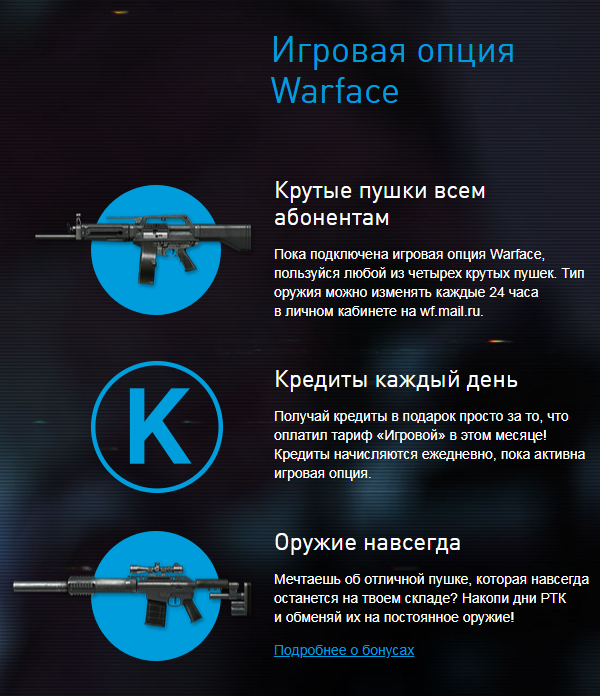 Игровая опция
Warface
Крутые пушки всем
абонентам
Пока подключена игровая опция Warface,
пользуйся любой из четырех крутых пушек. Тип
оружия можно изменять каждые 24 часа
в личном кабинете на wf.mail.ru.
K
Кредиты каждый день
Получай кредиты в подарок просто за то, что
оплатил тариф «Игровой» в этом месяце!
Кредиты начисляются ежедневно, пока активна
игровая опция.
Оружие навсегда
Мечтаешь об отличной пушке, которая навсегда
останется на твоем складе? Накопи дни РТК
и обменяй их на постоянное оружие!
Подробнее о бонусах